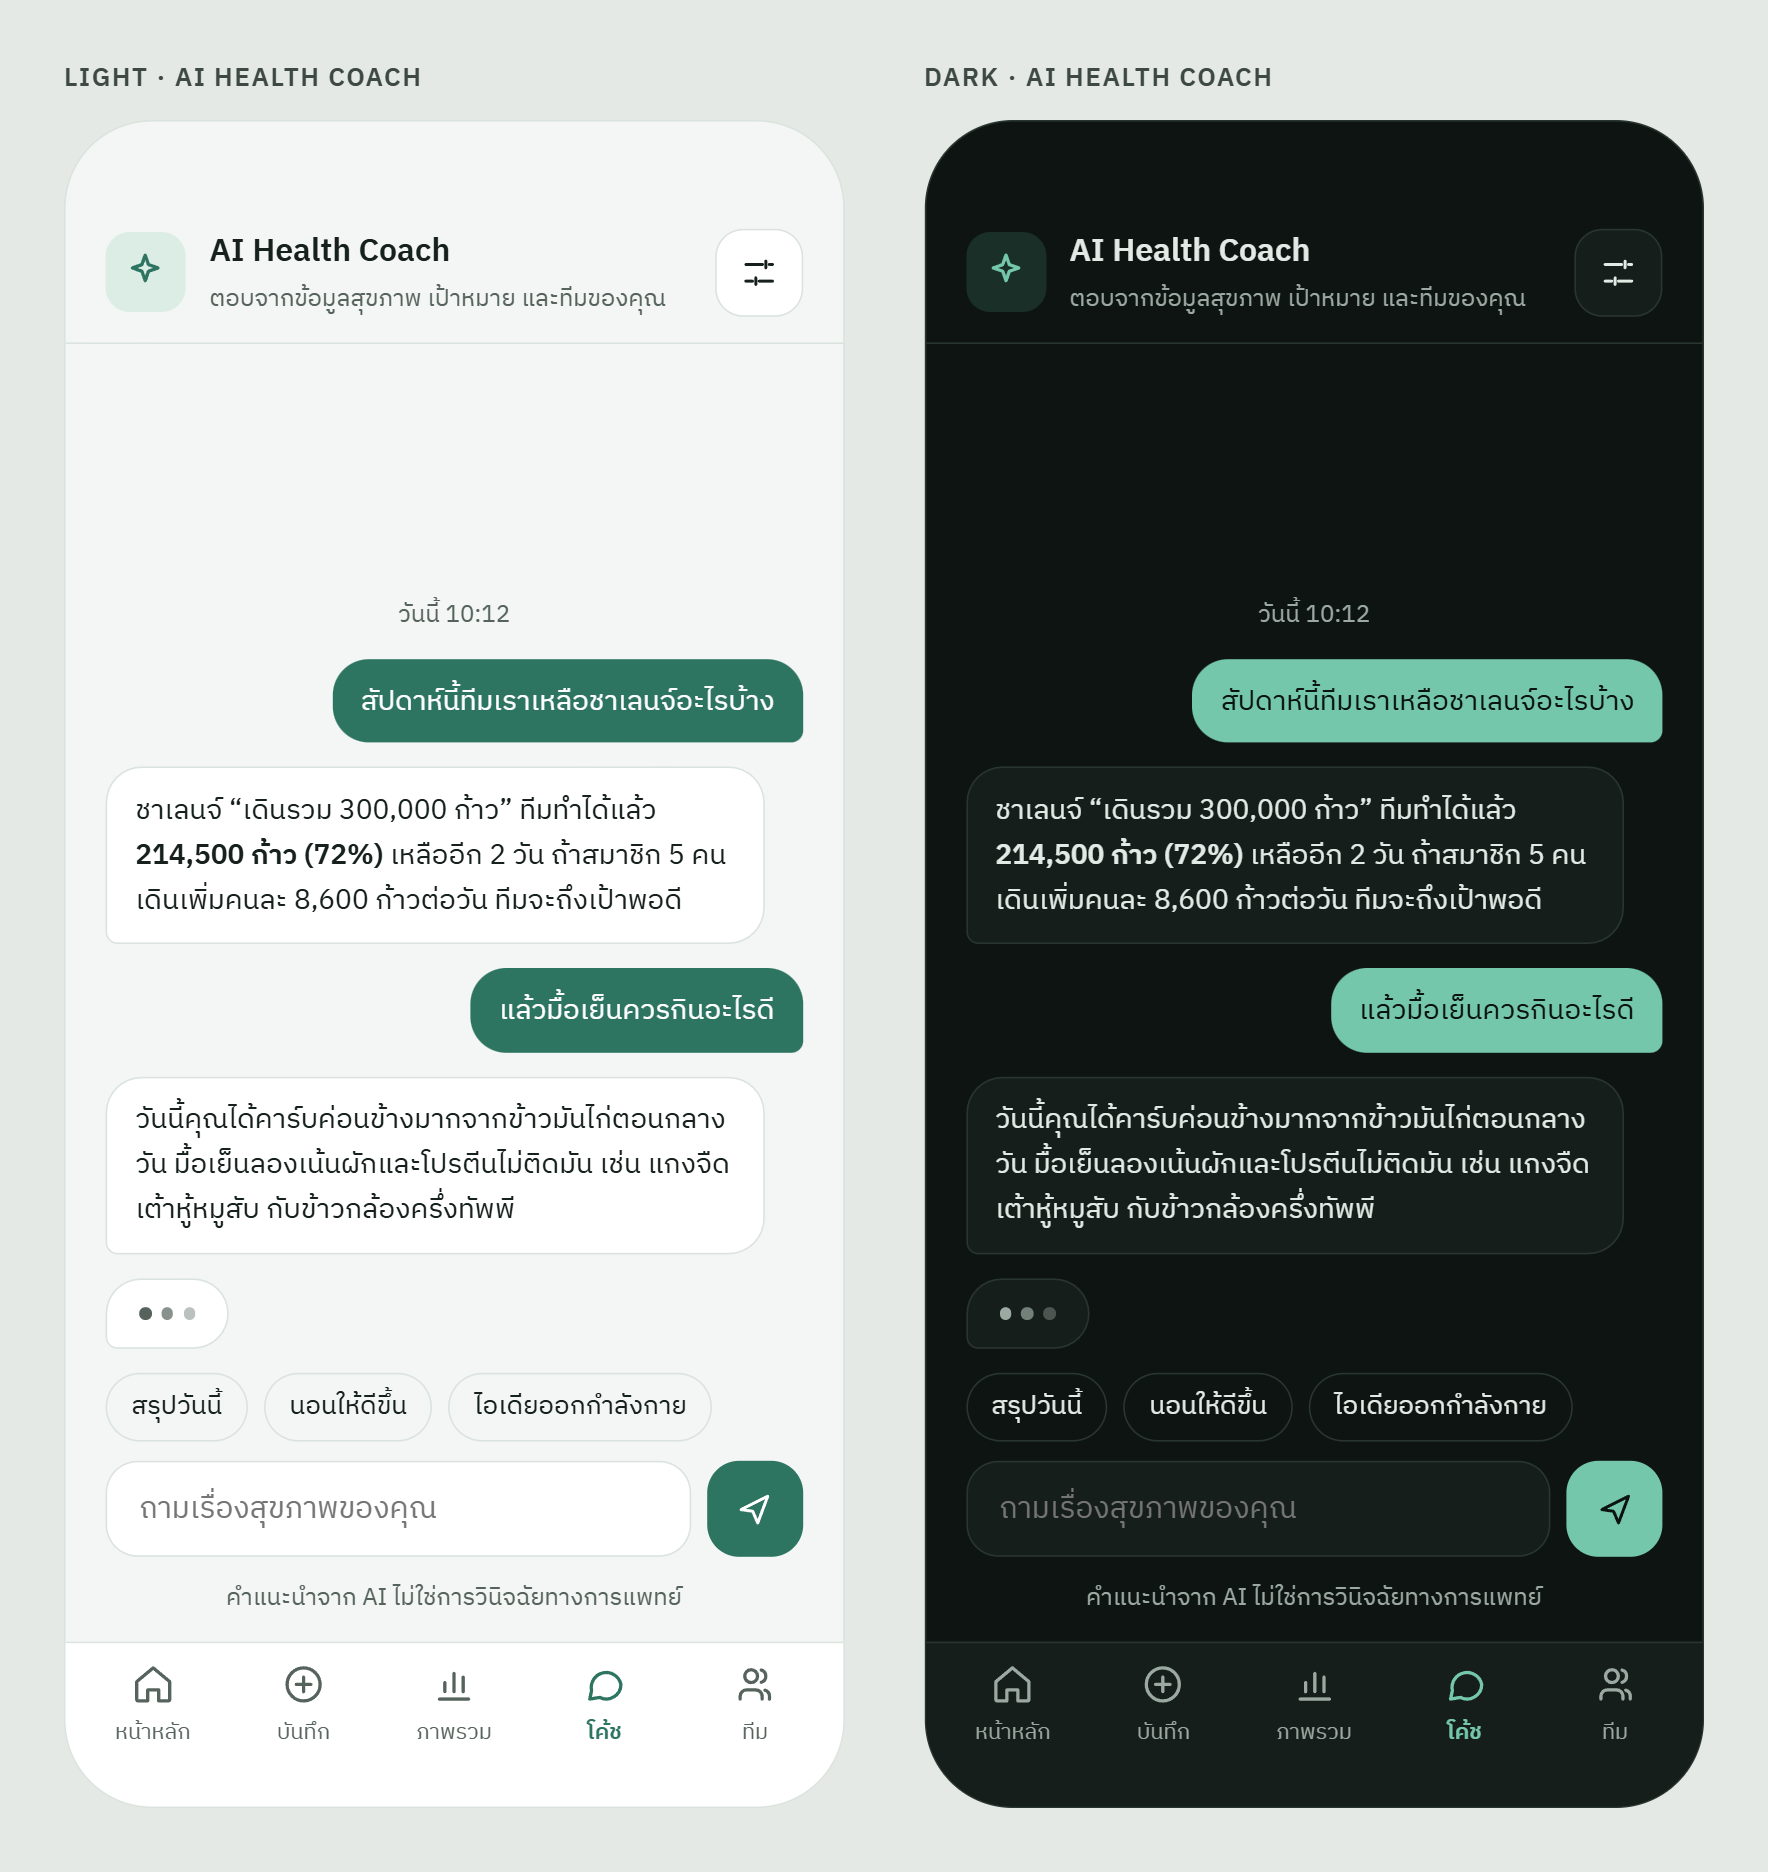 LIGHT · AI HEALTH COACH
AI Health Coach
ตอบจากข้อมูลสุขภาพ เป้าหมาย และทีมของคุณ
วันนี้ 10:12
สัปดาห์นี้ทีมเราเหลือชาเลนจ์อะไรบ้าง
ชาเลนจ์ “เดินรวม 300,000 ก้าว” ทีมทำได้แล้ว
214,500 ก้าว (72%) เหลืออีก 2 วัน ถ้าสมาชิก 5 คน
เดินเพิ่มคนละ 8,600 ก้าวต่อวัน ทีมจะถึงเป้าพอดี
แล้วมื้อเย็นควรกินอะไรดี
วันนี้คุณได้คาร์บค่อนข้างมากจากข้าวมันไก่ตอนกลาง
วัน มื้อเย็นลองเน้นผักและโปรตีนไม่ติดมัน เช่น แกงจืด
เต้าหู้หมูสับ กับข้าวกล้องครึ่งทัพพี
สรุปวันนี้
นอนให้ดีขึ้น
ไอเดียออกกำลังกาย
ถามเรื่องสุขภาพของคุณ
คำแนะนำจาก AI ไม่ใช่การวินิจฉัยทางการแพทย์
หน้าหลัก
บันทึก
ภาพรวม
โค้ช
ทีม
DARK · AI HEALTH COACH
AI Health Coach
ตอบจากข้อมูลสุขภาพ เป้าหมาย และทีมของคุณ
วันนี้ 10:12
สัปดาห์นี้ทีมเราเหลือชาเลนจ์อะไรบ้าง
ชาเลนจ์ “เดินรวม 300,000 ก้าว” ทีมทำได้แล้ว
214,500 ก้าว (72%) เหลืออีก 2 วัน ถ้าสมาชิก 5 คน
เดินเพิ่มคนละ 8,600 ก้าวต่อวัน ทีมจะถึงเป้าพอดี
แล้วมื้อเย็นควรกินอะไรดี
วันนี้คุณได้คาร์บค่อนข้างมากจากข้าวมันไก่ตอนกลาง
วัน มื้อเย็นลองเน้นผักและโปรตีนไม่ติดมัน เช่น แกงจืด
เต้าหู้หมูสับ กับข้าวกล้องครึ่งทัพพี
สรุปวันนี้
นอนให้ดีขึ้น
ไอเดียออกกำลังกาย
ถามเรื่องสุขภาพของคุณ
คำแนะนำจาก AI ไม่ใช่การวินิจฉัยทางการแพทย์
หน้าหลัก
บันทึก
ภาพรวม
โค้ช
ทีม